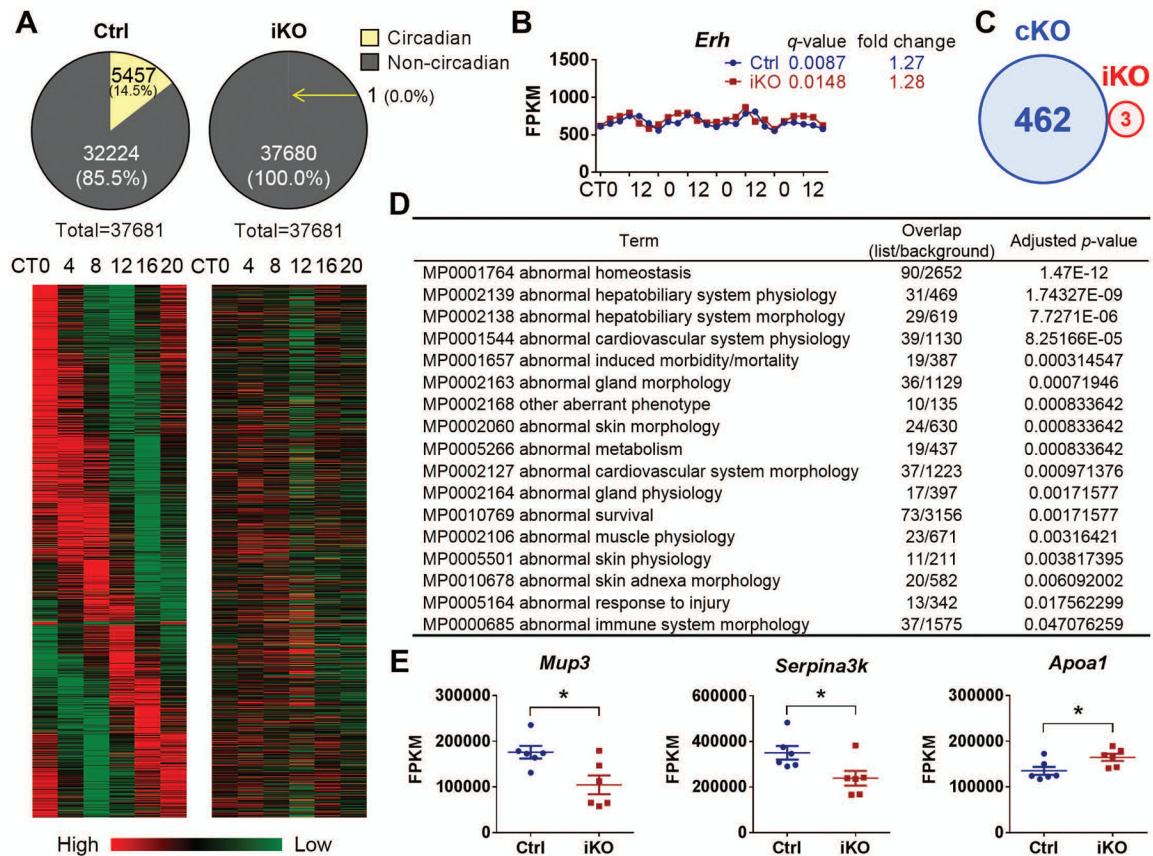 A
Ctrl
iKO
Circadian
Non-circadian
5457
(14.5%)
1 (0.0%)
32224
(85.5%)
37680
(100.0%)
Total=37681
Total=37681
CT0 4 8 12 16 20
CT0 4 8 12 16 20
High
Low
B
Erh q-value fold change
Ctrl 0.0087 1.27
iKO 0.0148 1.28
FPKM
1500
1000
500
0
CT0 12 0 12 0 12 0 12
C
cKO
iKO
462
3
D
Term Overlap (list/background) Adjusted p-value
MP0001764 abnormal homeostasis 90/2652 1.47E-12
MP0002139 abnormal hepatobiliary system physiology 31/469 1.74327E-09
MP0002138 abnormal hepatobiliary system morphology 29/619 7.7271E-06
MP0001544 abnormal cardiovascular system physiology 39/1130 8.25166E-05
MP0001657 abnormal induced morbidity/mortality 19/387 0.000314547
MP0002163 abnormal gland morphology 36/1129 0.00071946
MP0002168 other aberrant phenotype 10/135 0.000833642
MP0002060 abnormal skin morphology 24/630 0.000833642
MP0005266 abnormal metabolism 19/437 0.000833642
MP0002127 abnormal cardiovascular system morphology 37/1223 0.000971376
MP0002164 abnormal gland physiology 17/397 0.00171577
MP0010769 abnormal survival 73/3156 0.00171577
MP0002106 abnormal muscle physiology 23/671 0.00316421
MP0005501 abnormal skin physiology 11/211 0.003817395
MP0010678 abnormal skin adnexa morphology 20/582 0.006092002
MP0005164 abnormal response to injury 13/342 0.017562299
MP0000685 abnormal immune system morphology 37/1575 0.047076259
E
Mup3
FPKM
300000
200000
100000
0
*
Ctrl iKO
Serpina3k
FPKM
600000
400000
200000
0
*
Ctrl iKO
Apoa1
FPKM
300000
200000
100000
0
*
Ctrl iKO